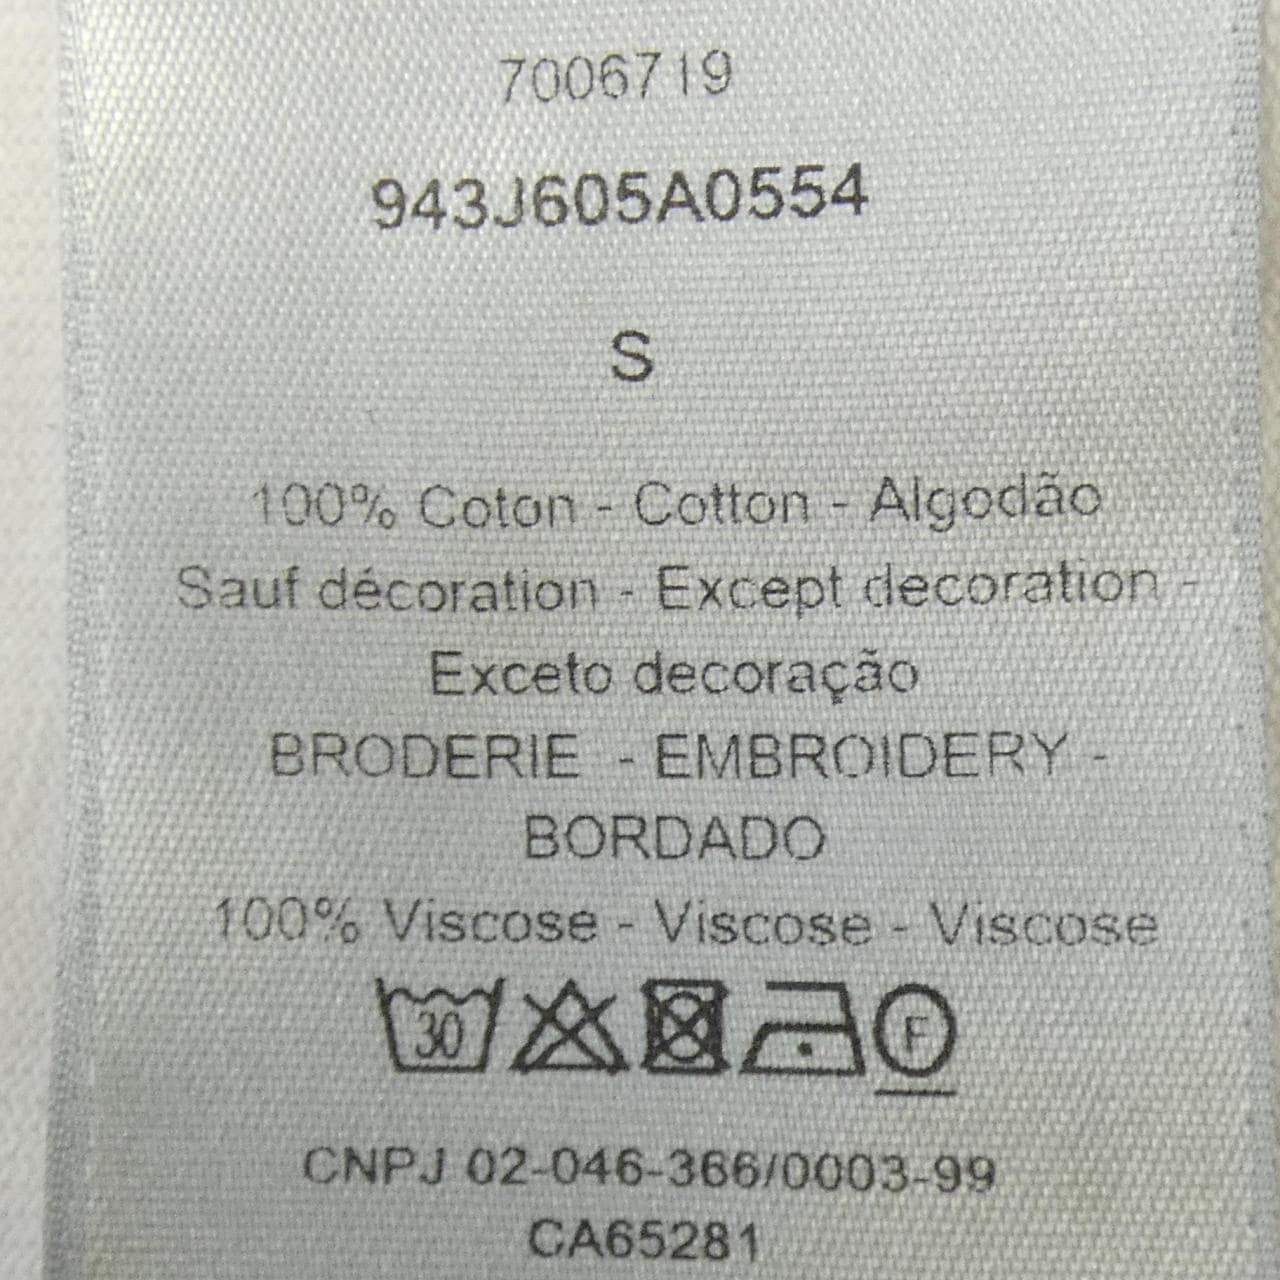 7006719
943J605A0554
S
100% Coton - Cotton - Algodão
Sauf décoration - Except decoration -
Exceto decoração
BRODERIE - EMBROIDERY -
BORDADO
100% Viscose - Viscose - Viscose
30 F
CNPJ 02-046-366/0003-99
CA65281